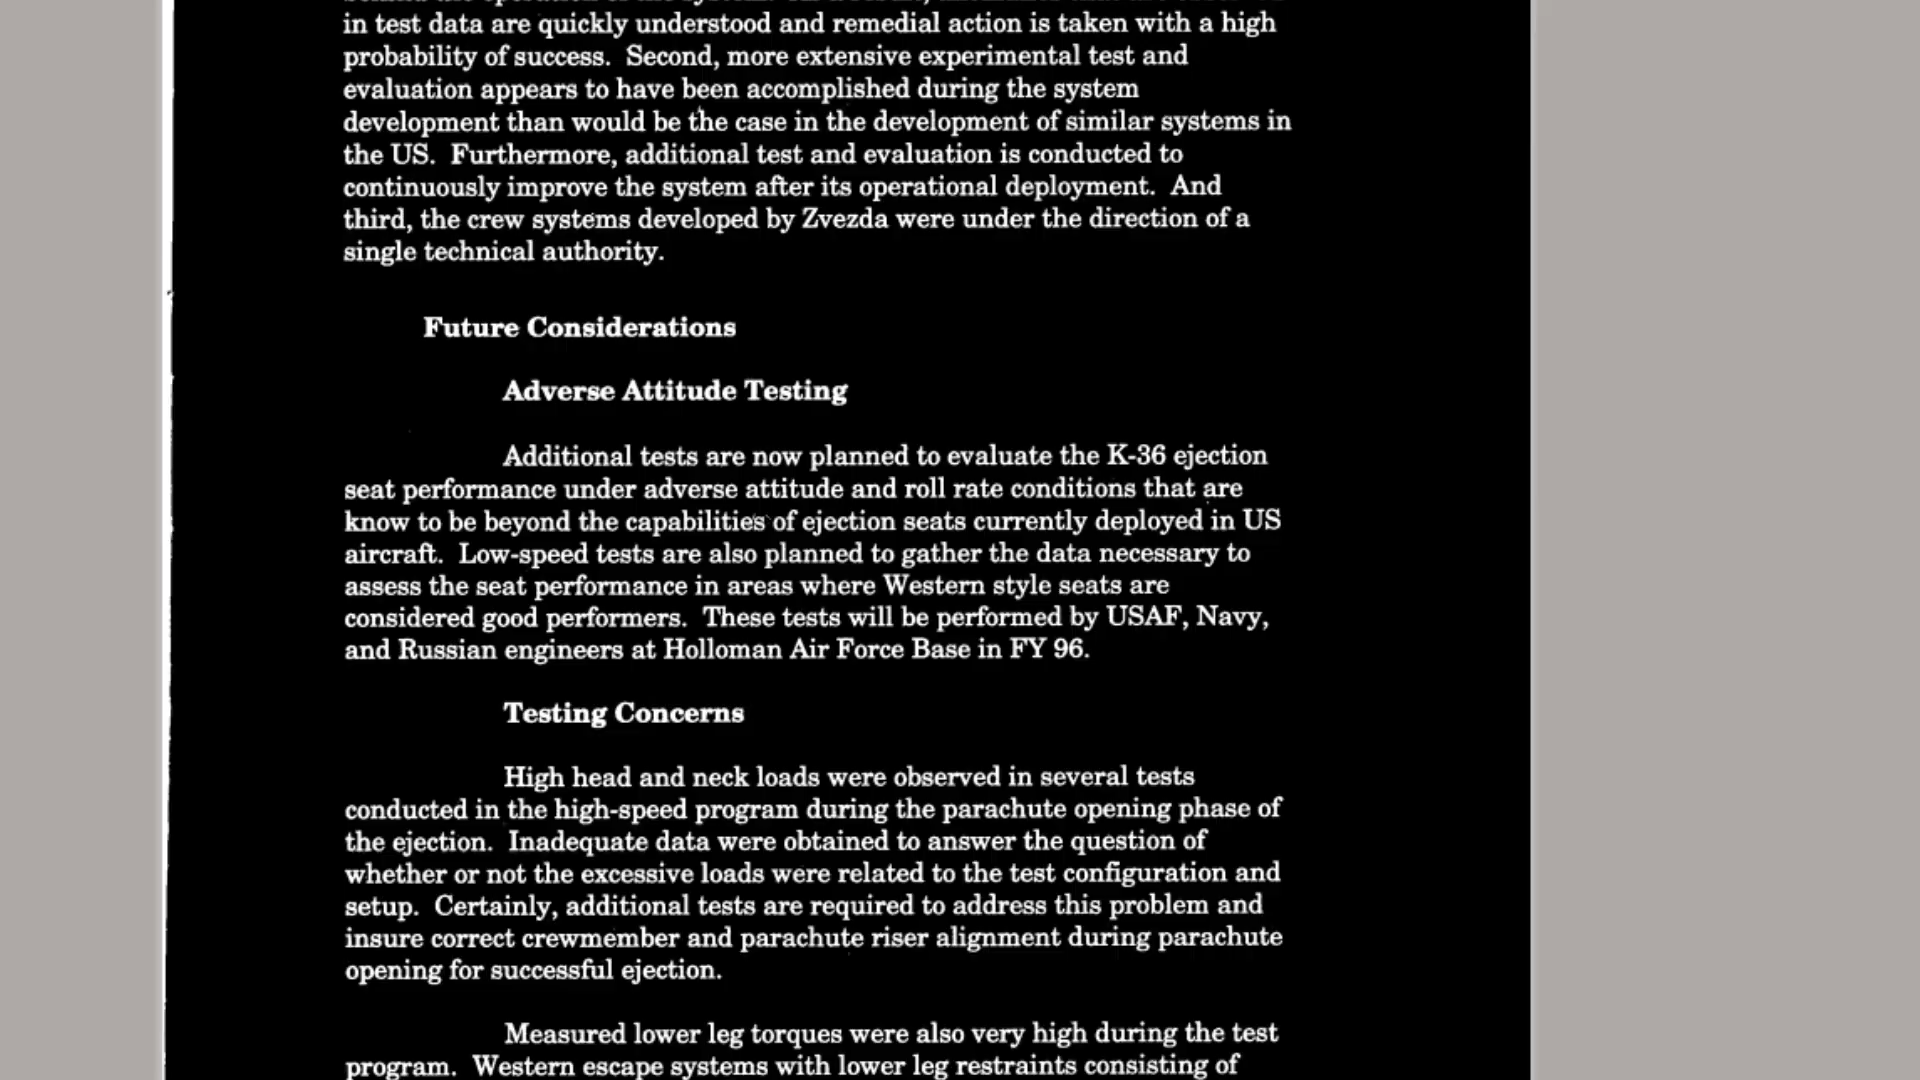 in test data are quickly understood and remedial action is taken with a high
probability of success. Second, more extensive experimental test and
evaluation appears to have been accomplished during the system
development than would be the case in the development of similar systems in
the US. Furthermore, additional test and evaluation is conducted to
continuously improve the system after its operational deployment. And
third, the crew systems developed by Zvezda were under the direction of a
single technical authority.
Future Considerations
Adverse Attitude Testing
Additional tests are now planned to evaluate the K-36 ejection
seat performance under adverse attitude and roll rate conditions that are
know to be beyond the capabilities of ejection seats currently deployed in US
aircraft. Low-speed tests are also planned to gather the data necessary to
assess the seat performance in areas where Western style seats are
considered good performers. These tests will be performed by USAF, Navy,
and Russian engineers at Holloman Air Force Base in FY 96.
Testing Concerns
High head and neck loads were observed in several tests
conducted in the high-speed program during the parachute opening phase of
the ejection. Inadequate data were obtained to answer the question of
whether or not the excessive loads were related to the test configuration and
setup. Certainly, additional tests are required to address this problem and
insure correct crewmember and parachute riser alignment during parachute
opening for successful ejection.
Measured lower leg torques were also very high during the test
program. Western escape systems with lower leg restraints consisting of